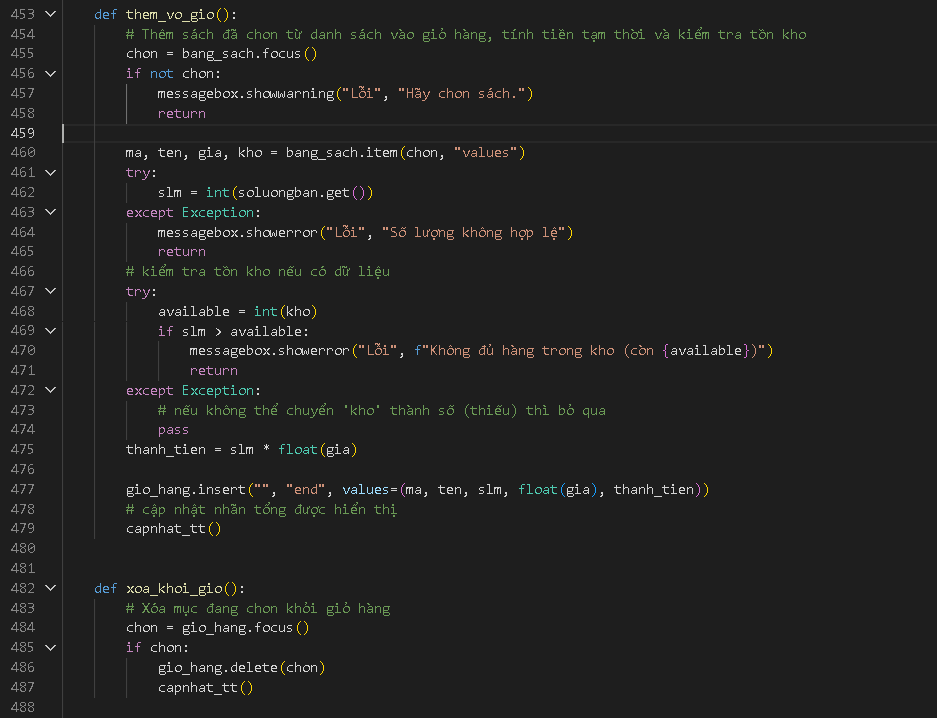 453 def them_vo_gio():
454 # Thêm sách đã chon từ danh sách vào giỏ hàng, tính tiền tạm thời và kiểm tra tồn kho
455 chon = bang_sach.focus()
456 if not chon:
457 messagebox.showwarning("Lỗi", "Hãy chon sách.")
458 return
459
460 ma, ten, gia, kho = bang_sach.item(chon, "values")
461 try:
462 slm = int(soluongban.get())
463 except Exception:
464 messagebox.showerror("Lỗi", "Số lượng không hợp lệ")
465 return
466 # kiểm tra tồn kho nếu có dữ liệu
467 try:
468 available = int(kho)
469 if slm > available:
470 messagebox.showerror("Lỗi", f"Không đủ hàng trong kho (còn {available})")
471 return
472 except Exception:
473 # nếu không thể chuyển 'kho' thành số (thiếu) thì bỏ qua
474 pass
475 thanh_tien = slm * float(gia)
476
477 gio_hang.insert("", "end", values=(ma, ten, slm, float(gia), thanh_tien))
478 # cập nhật nhãn tổng được hiển thị
479 capnhat_tt()
480
481
482 def xoa_khoi_gio():
483 # Xóa mục đang chon khỏi giỏ hàng
484 chon = gio_hang.focus()
485 if chon:
486 gio_hang.delete(chon)
487 capnhat_tt()
488